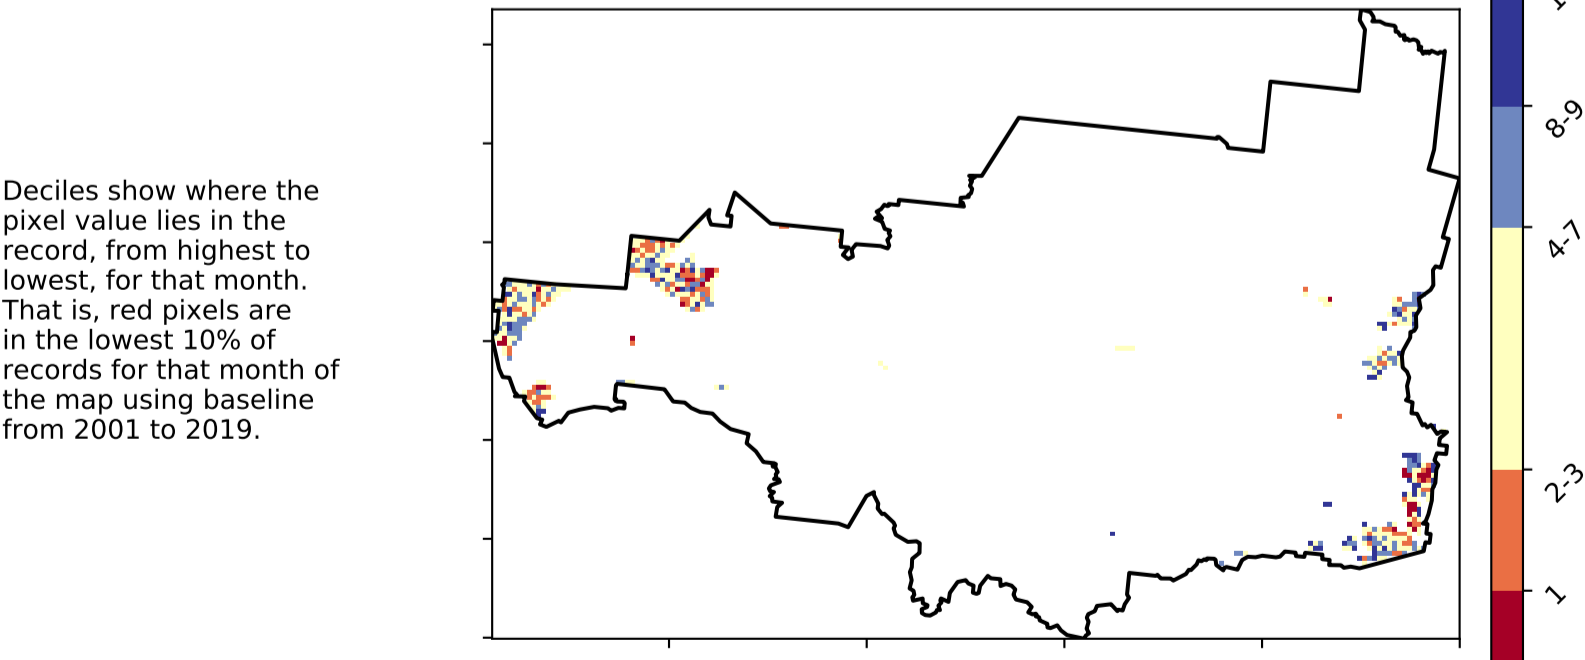 Deciles show where the
pixel value lies in the
record, from highest to
lowest, for that month.
That is, red pixels are
in the lowest 10% of
records for that month of
the map using baseline
from 2001 to 2019.
8-9
4-7
2-3
1